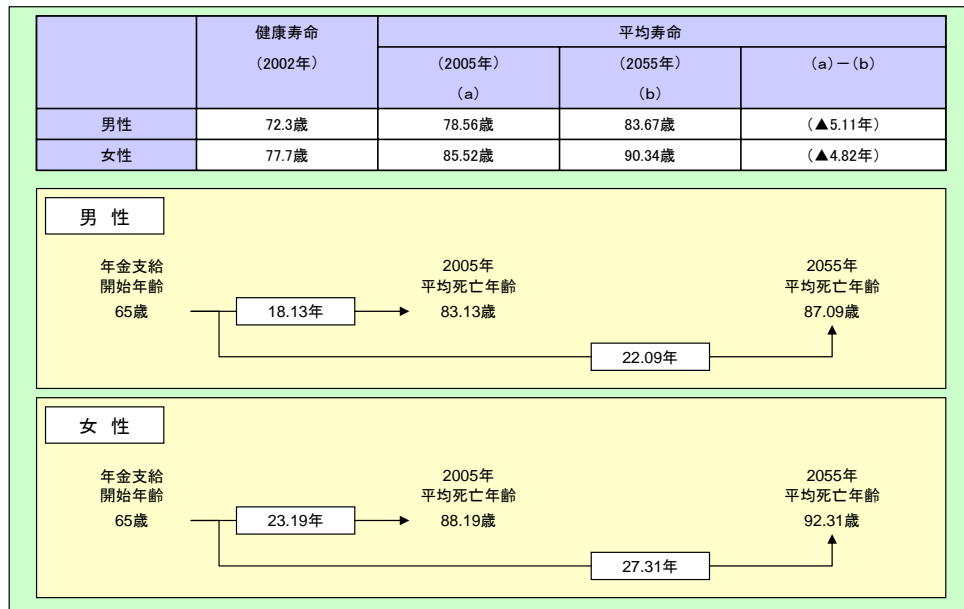 健康寿命 平均寿命
（2002年） （2005年） （2055年） （a）－（b）
（a） （b）
男性 72.3歳 78.56歳 83.67歳 （▲5.11年）
女性 77.7歳 85.52歳 90.34歳 （▲4.82年）
男 性
年金支給 2005年 2055年
開始年齢 平均死亡年齢 平均死亡年齢
65歳 18.13年 83.13歳 87.09歳
22.09年
女 性
年金支給 2005年 2055年
開始年齢 平均死亡年齢 平均死亡年齢
65歳 23.19年 88.19歳 92.31歳
27.31年